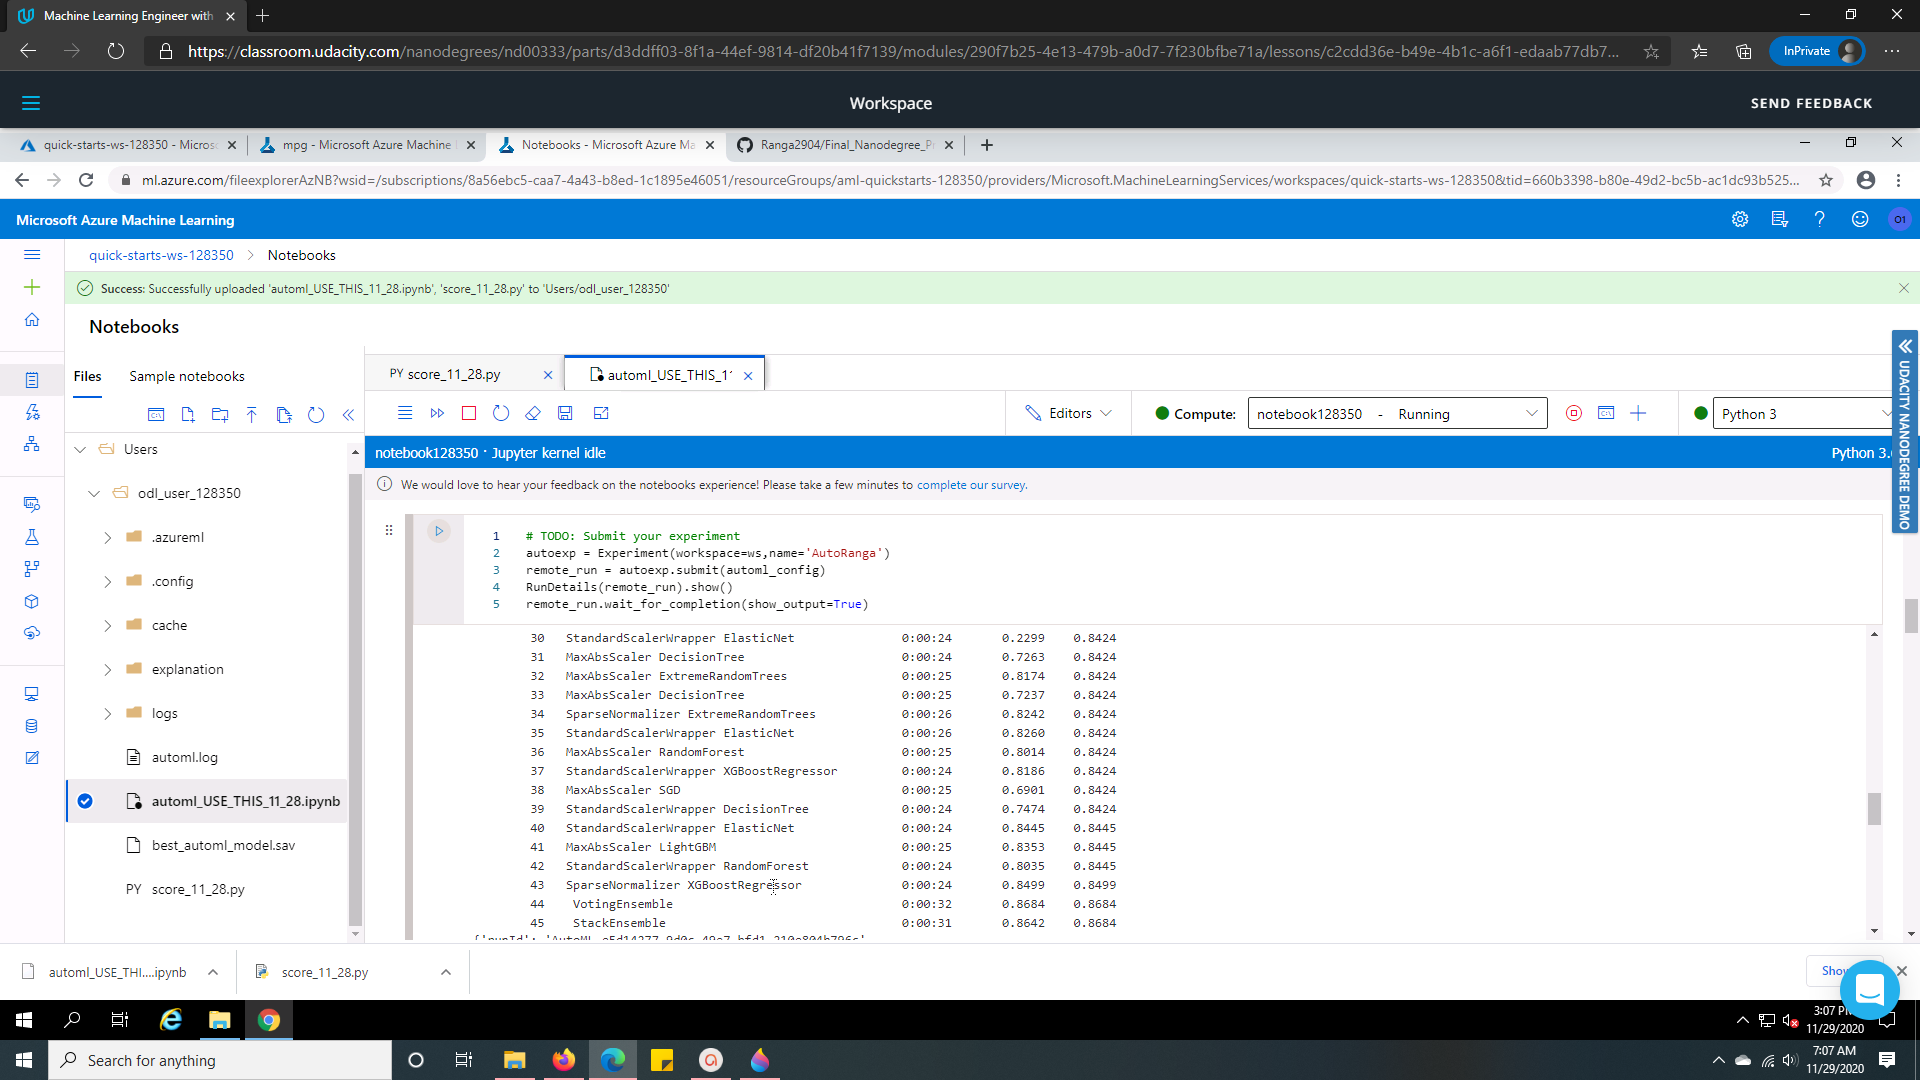 Machine Learning Engineer with
https://classroom.udacity.com/nanodegrees/nd00333/parts/d3ddff03-8f1a-44ef-9814-df20b41f7139/modules/290f7b25-4e13-479b-a0d7-7f230bfbe71a/lessons/c2cdd36e-b49e-4b1c-a6f1-edaab77db7...
InPrivate
Workspace
SEND FEEDBACK
quick-starts-ws-128350 - Micros
mpg - Microsoft Azure Machine
Notebooks - Microsoft Azure Ma
Ranga2904/Final_Nanodegree_P
ml.azure.com/fileexplorerAzNB?wsid=/subscriptions/8a56ebc5-caa7-4a43-b8ed-1c1895e46051/resourceGroups/aml-quickstarts-128350/providers/Microsoft.MachineLearningServices/workspaces/quick-starts-ws-128350&tid=660b3398-b80e-49d2-bc5b-ac1dc93b525...
Microsoft Azure Machine Learning
O1
quick-starts-ws-128350 > Notebooks
Success: Successfully uploaded 'automl_USE_THIS_11_28.ipynb', 'score_11_28.py' to 'Users/odl_user_128350'
Notebooks
Files Sample notebooks
PY score_11_28.py
automl_USE_THIS_1
Editors
Compute: notebook128350 - Running
Python 3
notebook128350 · Jupyter kernel idle
Python 3.
We would love to hear your feedback on the notebooks experience! Please take a few minutes to complete our survey.
UDACITY NANODEGREE DEMO
Users
odl_user_128350
.azureml
.config
cache
explanation
logs
automl.log
automl_USE_THIS_11_28.ipynb
best_automl_model.sav
PY score_11_28.py
1 # TODO: Submit your experiment
2 autoexp = Experiment(workspace=ws,name='AutoRanga')
3 remote_run = autoexp.submit(automl_config)
4 RunDetails(remote_run).show()
5 remote_run.wait_for_completion(show_output=True)
30 StandardScalerWrapper ElasticNet 0:00:24 0.2299 0.8424
31 MaxAbsScaler DecisionTree 0:00:24 0.7263 0.8424
32 MaxAbsScaler ExtremeRandomTrees 0:00:25 0.8174 0.8424
33 MaxAbsScaler DecisionTree 0:00:25 0.7237 0.8424
34 SparseNormalizer ExtremeRandomTrees 0:00:26 0.8242 0.8424
35 StandardScalerWrapper ElasticNet 0:00:26 0.8260 0.8424
36 MaxAbsScaler RandomForest 0:00:25 0.8014 0.8424
37 StandardScalerWrapper XGBoostRegressor 0:00:24 0.8186 0.8424
38 MaxAbsScaler SGD 0:00:25 0.6901 0.8424
39 StandardScalerWrapper DecisionTree 0:00:24 0.7474 0.8424
40 StandardScalerWrapper ElasticNet 0:00:24 0.8445 0.8445
41 MaxAbsScaler LightGBM 0:00:25 0.8353 0.8445
42 StandardScalerWrapper RandomForest 0:00:24 0.8035 0.8445
43 SparseNormalizer XGBoostRegressor 0:00:24 0.8499 0.8499
44 VotingEnsemble 0:00:32 0.8684 0.8684
45 StackEnsemble 0:00:31 0.8642 0.8684
automl_USE_THI....ipynb
score_11_28.py
Show
3:07 PM
11/29/2020
Search for anything
7:07 AM
11/29/2020